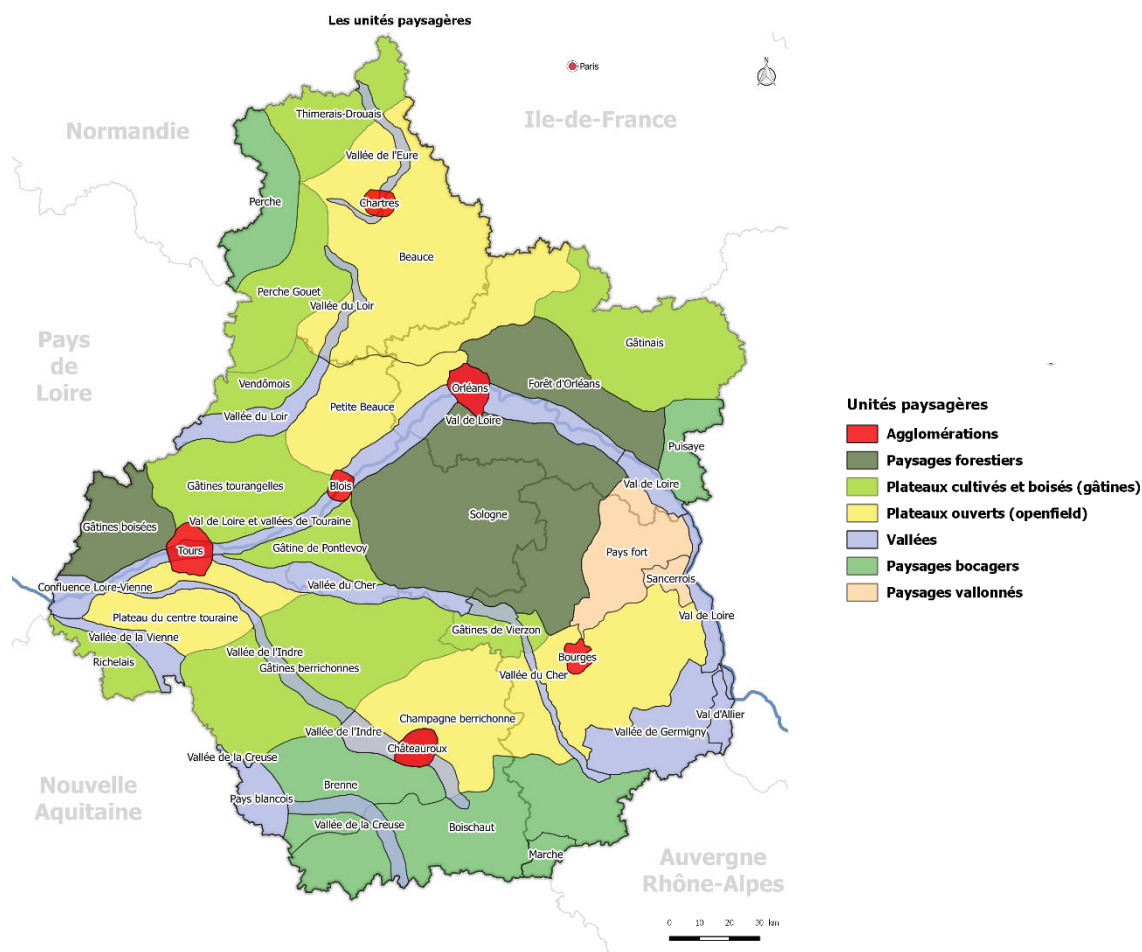 Les unités paysagères
Paris
N
Normandie
Ile-de-France
Thimerais-Drouais
Vallée de l'Eure
Perche
Chartres
Beauce
Perche Gouet
Vallée du Loir
Pays
de
Loire
Gâtinais
Vendômois
Orléans
Forêt d'Orléans
Petite Beauce
Vallée du Loir
Val de Loire
Puisaye
Unités paysagères
Agglomérations
Paysages forestiers
Plateaux cultivés et boisés (gâtines)
Plateaux ouverts (openfield)
Vallées
Paysages bocagers
Paysages vallonnés
Gâtines tourangelles
Blois
Val de Loire
Sologne
Val de Loire et vallées de Touraine
Gâtines boisées
Tours
Gâtine de Pontlevoy
Pays fort
Sancerrois
Confluence Loire-Vienne
Vallée du Cher
Plateau du centre touraine
Val de Loire
Vallée de la Vienne
Gâtines de Vierzon
Richelais
Vallée de l'Indre
Gâtines berrichonnes
Bourges
Vallée du Cher
Champagne berrichonne
Val d'Allier
Vallée de l'Indre
Vallée de Germigny
Châteauroux
Vallée de la Creuse
Nouvelle
Aquitaine
Brenne
Pays blancois
Vallée de la Creuse
Boischaut
Marche
Auvergne
Rhône-Alpes
0 10 20 30 km